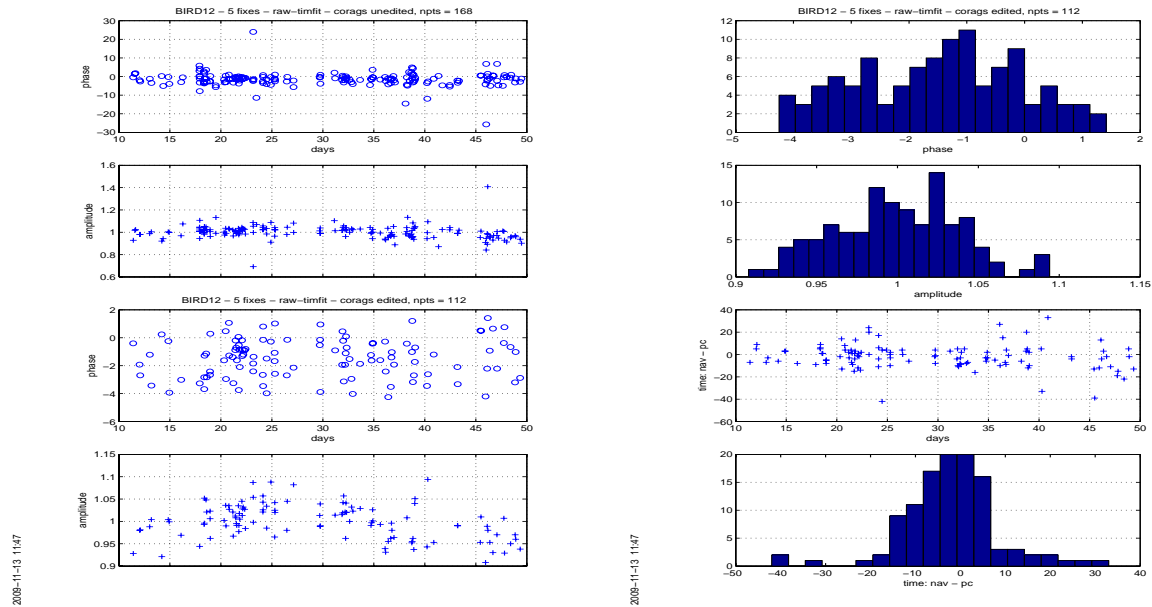 BIRD12 − 5 fixes − raw−timfit − corags unedited, npts = 168
30
20
10
0
−10
−20
−30
phase
10 15 20 25 30 35 40 45 50
days
1.6
1.4
1.2
1
0.8
0.6
amplitude
BIRD12 − 5 fixes − raw−timfit − corags edited, npts = 112
2
0
−2
−4
−6
phase
10 15 20 25 30 35 40 45 50
days
1.15
1.1
1.05
1
0.95
0.9
amplitude
2009−11−13 11:47
BIRD12 − 5 fixes − raw−timfit − corags edited, npts = 112
12
10
8
6
4
2
0
−5 −4 −3 −2 −1 0 1 2
phase
15
10
5
0
0.9 0.95 1 1.05 1.1 1.15
amplitude
40
20
0
−20
−40
−60
time: nav − pc
10 15 20 25 30 35 40 45 50
days
20
15
10
5
0
−50 −40 −30 −20 −10 0 10 20 30 40
time: nav − pc
2009−11−13 11:47